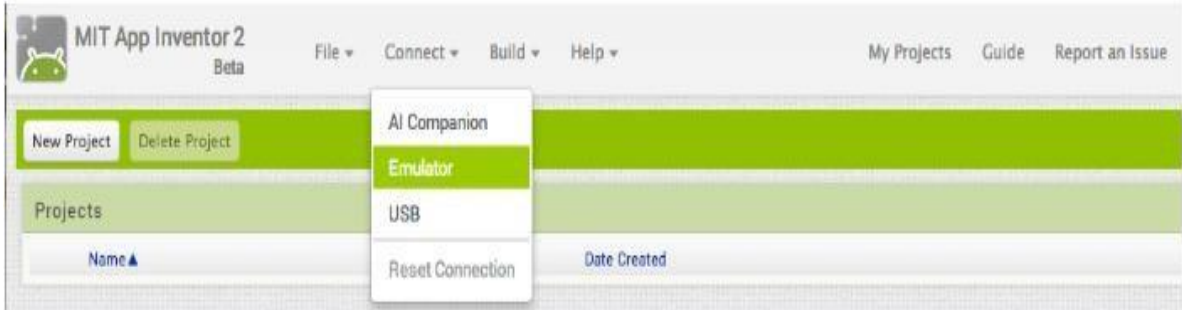 MIT App Inventor 2
Beta
File Connect Build Help My Projects Guide Report an Issue
New Project Delete Project
AI Companion
Emulator
Projects
USB
Name Date Created
Reset Connection